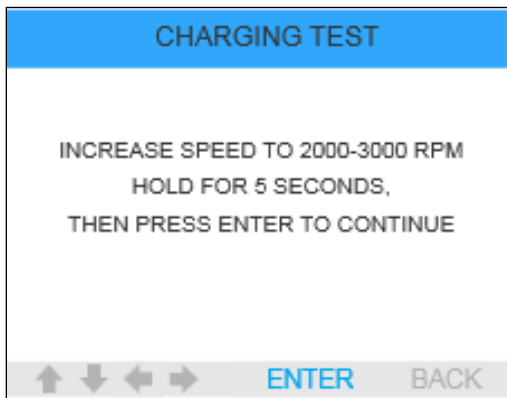 CHARGING TEST
INCREASE SPEED TO 2000-3000 RPM
HOLD FOR 5 SECONDS,
THEN PRESS ENTER TO CONTINUE
ENTER BACK